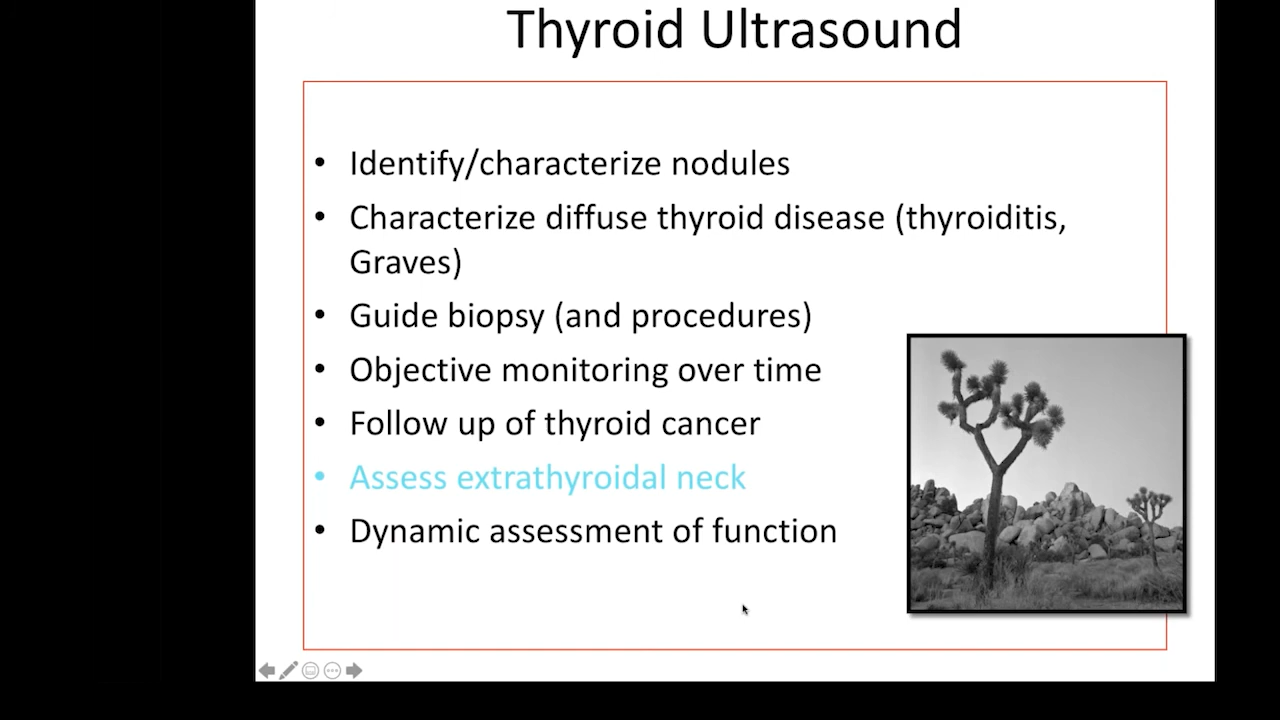 Thyroid Ultrasound
• Identify/characterize nodules
• Characterize diffuse thyroid disease (thyroiditis,
Graves)
• Guide biopsy (and procedures)
• Objective monitoring over time
• Follow up of thyroid cancer
• Assess extrathyroidal neck
• Dynamic assessment of function